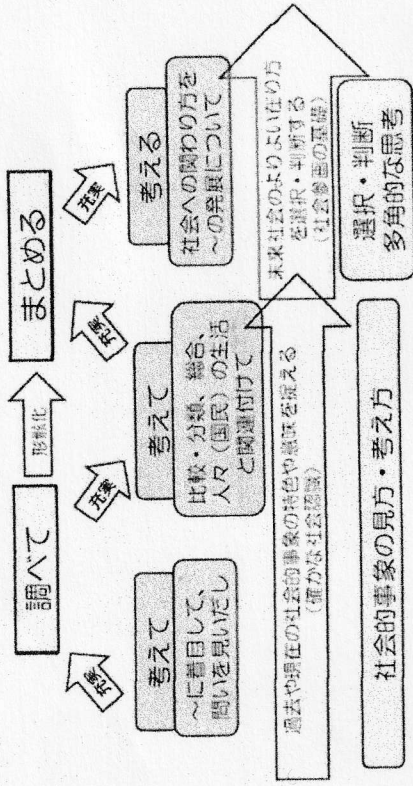 調べて
形骸化
まとめる
充実
充実
充実
充実
考えて
～に着目して、
問いを見いだし
考えて
比較・分類、総合、
人々（国民）の生活
と関連付けて
考える
社会への関わり方を
～の発展について
過去や現在の社会的事象の特色や意味を捉える
（確かな社会認識）
未来社会のよりよい在り方
を選択・判断する
（社会参画の基礎）
社会的事象の見方・考え方
選択・判断
多角的な思考